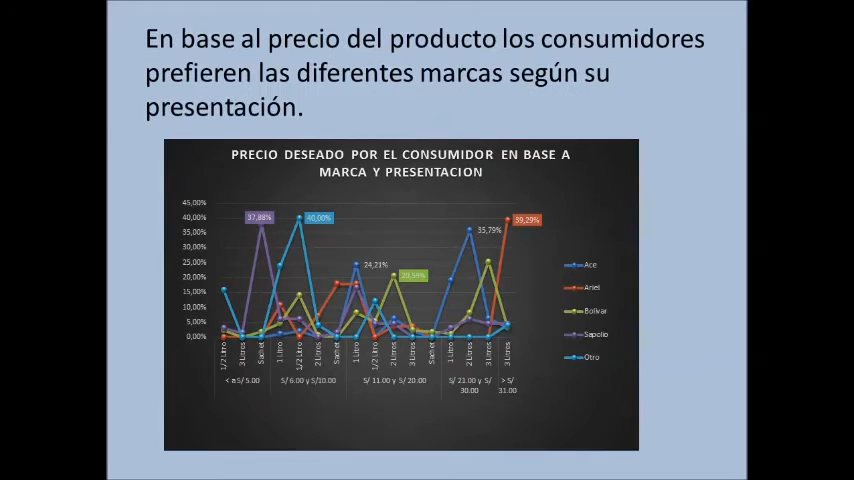 En base al precio del producto los consumidores
prefieren las diferentes marcas según su
presentación.
PRECIO DESEADO POR EL CONSUMIDOR EN BASE A
MARCA Y PRESENTACION
45,00%
40,00%
35,00%
30,00%
25,00%
20,00%
15,00%
10,00%
5,00%
0,00%
37,88%
40,00%
24,21%
20,59%
35,79%
39,29%
1/2 Litro
3 Litros
Sachet
1 Litro
1/2 Litro
2 Litros
Sachet
1 Litro
1/2 Litro
2 Litros
3 Litros
Sachet
1 Litro
2 Litros
3 Litros
3 Litros
< a S/ 5.00
S/ 6.00 y S/10.00
S/ 11.00 y S/ 20.00
S/ 21.00 y S/
30.00
> S/
31.00
Ace
Ariel
Bolivar
Sapolio
Otro